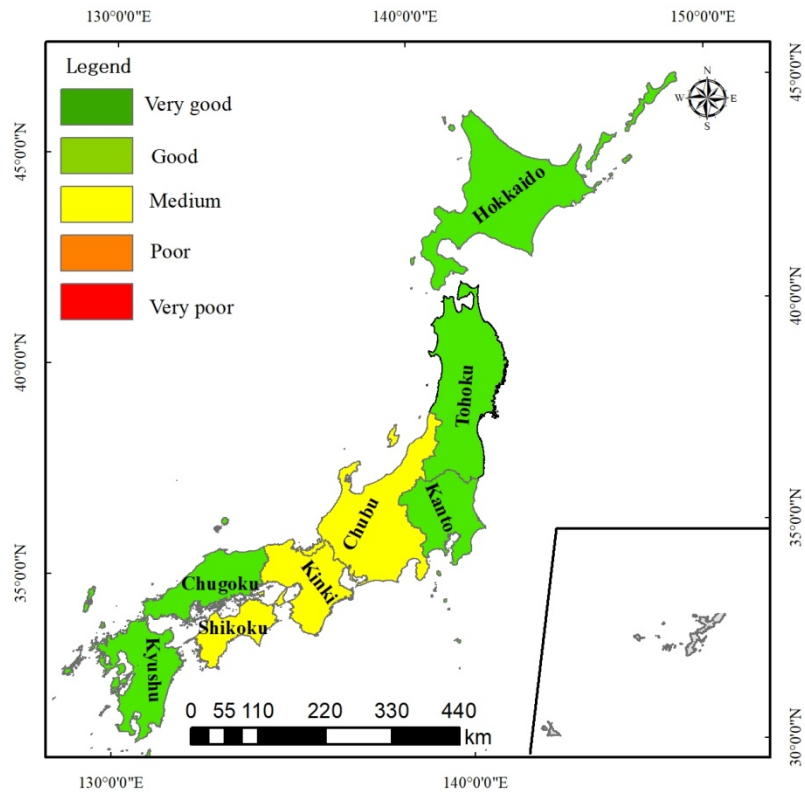 130°0'0"E 140°0'0"E 150°0'0"E
Legend
Very good
Good
Medium
Poor
Very poor
N
W E
S
45°0'0"N
40°0'0"N
35°0'0"N
45°0'0"N
40°0'0"N
35°0'0"N
30°0'0"N
Hokkaido
Tohoku
Kanto
Chubu
Kinki
Chugoku
Shikoku
Kyushu
0 55 110 220 330 440
km
130°0'0"E 140°0'0"E